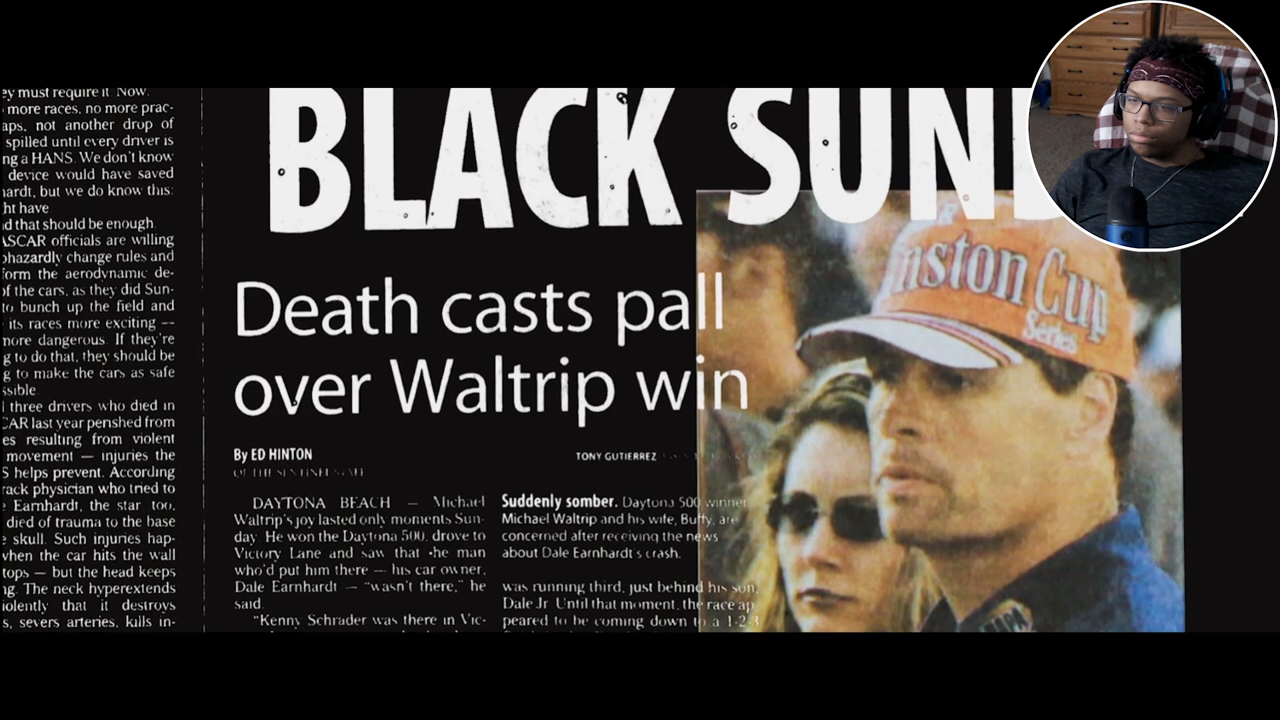 ey must require it. Now.
more races, no more prac-
aps, not another drop of
spilled until every driver is
ng a HANS. We don't know
device would have saved
hardt, but we do know this:
ht have
d that should be enough.
ASCAR officials are willing
phazardly change rules and
form the aerodynamic de-
of the cars, as they did Sun-
to bunch up the field and
its races more exciting —
more dangerous. If they're
g to do that, they should be
g to make the cars as safe
ssible.
three drivers who died in
CAR last year perished from
es resulting from violent
movement — injuries the
S helps prevent. According
rack physician who tried to
Earnhardt, the star too,
died of trauma to the base
skull. Such injuries hap-
when the car hits the wall
tops — but the head keeps
ng. The neck hyperextends
iolently that it destroys
s, severs arteries, kills in-
BLACK SUND
Death casts pall
over Waltrip win
By ED HINTON
OF THE SENTINEL STAFF
TONY GUTIERREZ
DAYTONA BEACH — Michael
Waltrip's joy lasted only moments Sun-
day. He won the Daytona 500, drove to
Victory Lane and saw that the man
who'd put him there — his car owner,
Dale Earnhardt — "wasn't there," he
said.
"Kenny Schrader was there in Vic-
Suddenly somber. Daytona 500 winner
Michael Waltrip and his wife, Buffy, are
concerned after receiving the news
about Dale Earnhardt's crash.
was running third, just behind his son,
Dale Jr. Until that moment, the race ap-
peared to be coming down to a 1-2-3
Winston Cup
Series